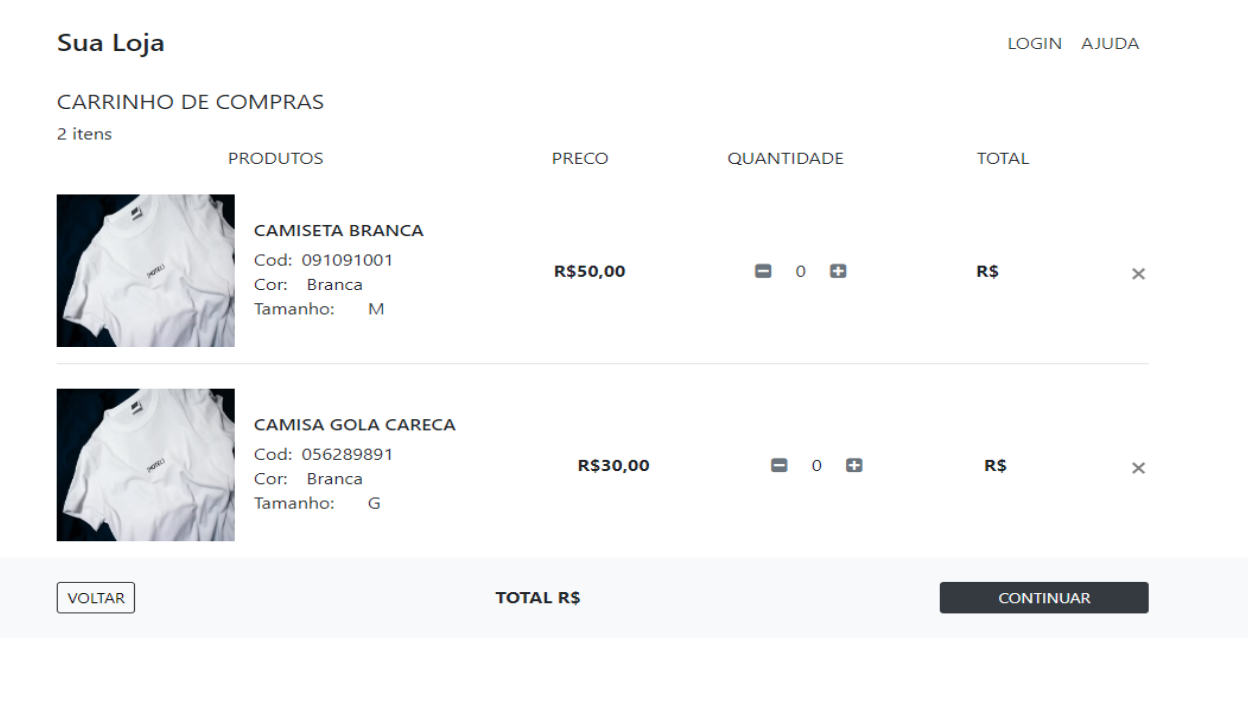 Sua Loja
LOGIN AJUDA
CARRINHO DE COMPRAS
2 itens
PRODUTOS PRECO QUANTIDADE TOTAL
CAMISETA BRANCA
Cod: 091091001
Cor: Branca
Tamanho: M
R$50,00 0 R$
CAMISA GOLA CARECA
Cod: 056289891
Cor: Branca
Tamanho: G
R$30,00 0 R$
VOLTAR TOTAL R$ CONTINUAR